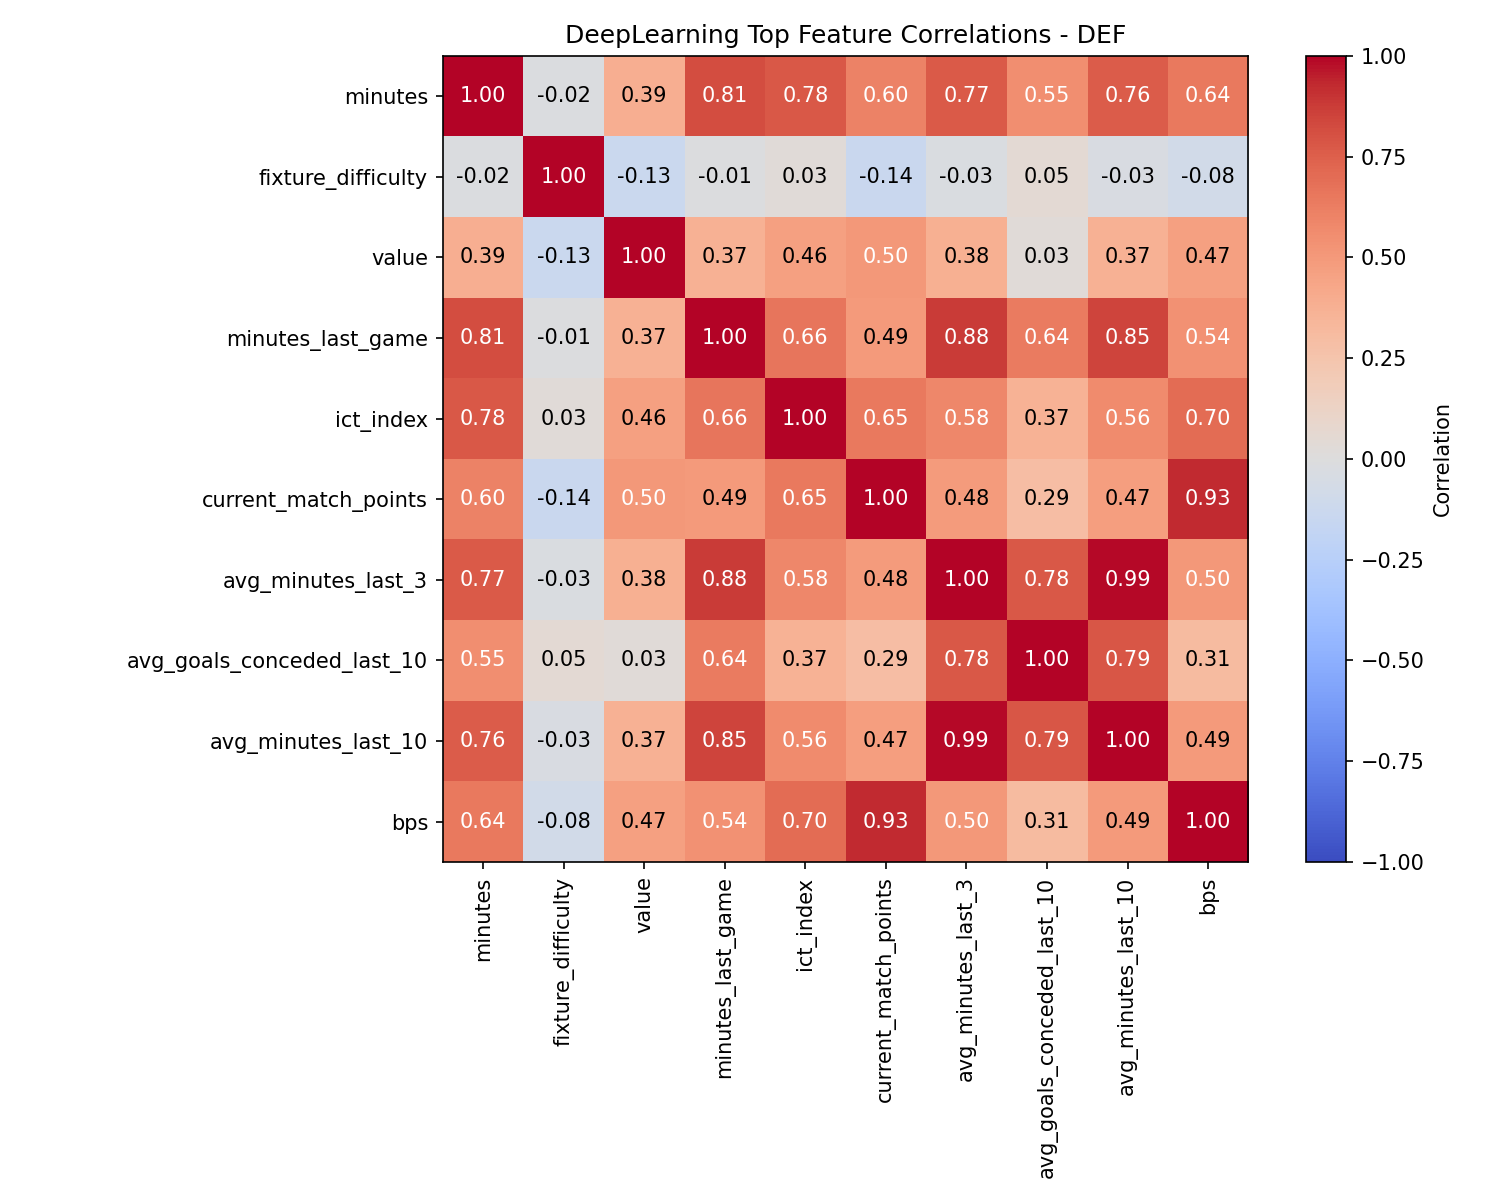 DeepLearning Top Feature Correlations - DEF
minutes 1.00 -0.02 0.39 0.81 0.78 0.60 0.77 0.55 0.76 0.64
fixture_difficulty -0.02 1.00 -0.13 -0.01 0.03 -0.14 -0.03 0.05 -0.03 -0.08
value 0.39 -0.13 1.00 0.37 0.46 0.50 0.38 0.03 0.37 0.47
minutes_last_game 0.81 -0.01 0.37 1.00 0.66 0.49 0.88 0.64 0.85 0.54
ict_index 0.78 0.03 0.46 0.66 1.00 0.65 0.58 0.37 0.56 0.70
current_match_points 0.60 -0.14 0.50 0.49 0.65 1.00 0.48 0.29 0.47 0.93
avg_minutes_last_3 0.77 -0.03 0.38 0.88 0.58 0.48 1.00 0.78 0.99 0.50
avg_goals_conceded_last_10 0.55 0.05 0.03 0.64 0.37 0.29 0.78 1.00 0.79 0.31
avg_minutes_last_10 0.76 -0.03 0.37 0.85 0.56 0.47 0.99 0.79 1.00 0.49
bps 0.64 -0.08 0.47 0.54 0.70 0.93 0.50 0.31 0.49 1.00
minutes
fixture_difficulty
value
minutes_last_game
ict_index
current_match_points
avg_minutes_last_3
avg_goals_conceded_last_10
avg_minutes_last_10
bps
1.00
0.75
0.50
0.25
0.00
−0.25
−0.50
−0.75
−1.00
Correlation